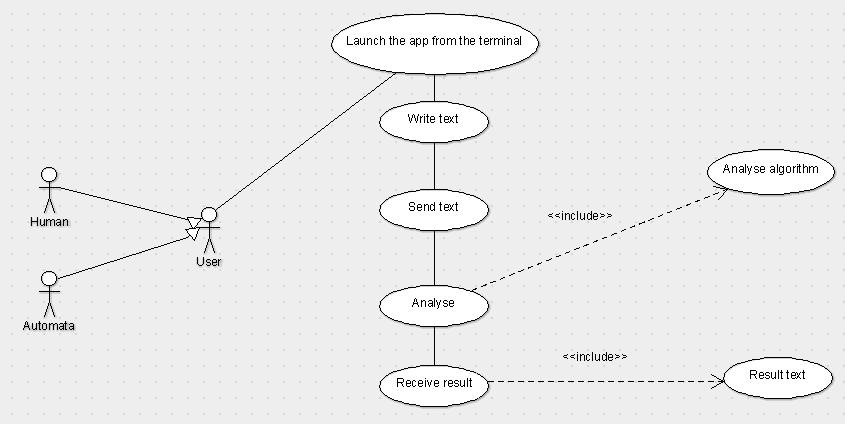 Launch the app from the terminal
Write text
Analyse algorithm
Send text
<<include>>
Human
User
Analyse
Automata
<<include>>
Receive result
Result text